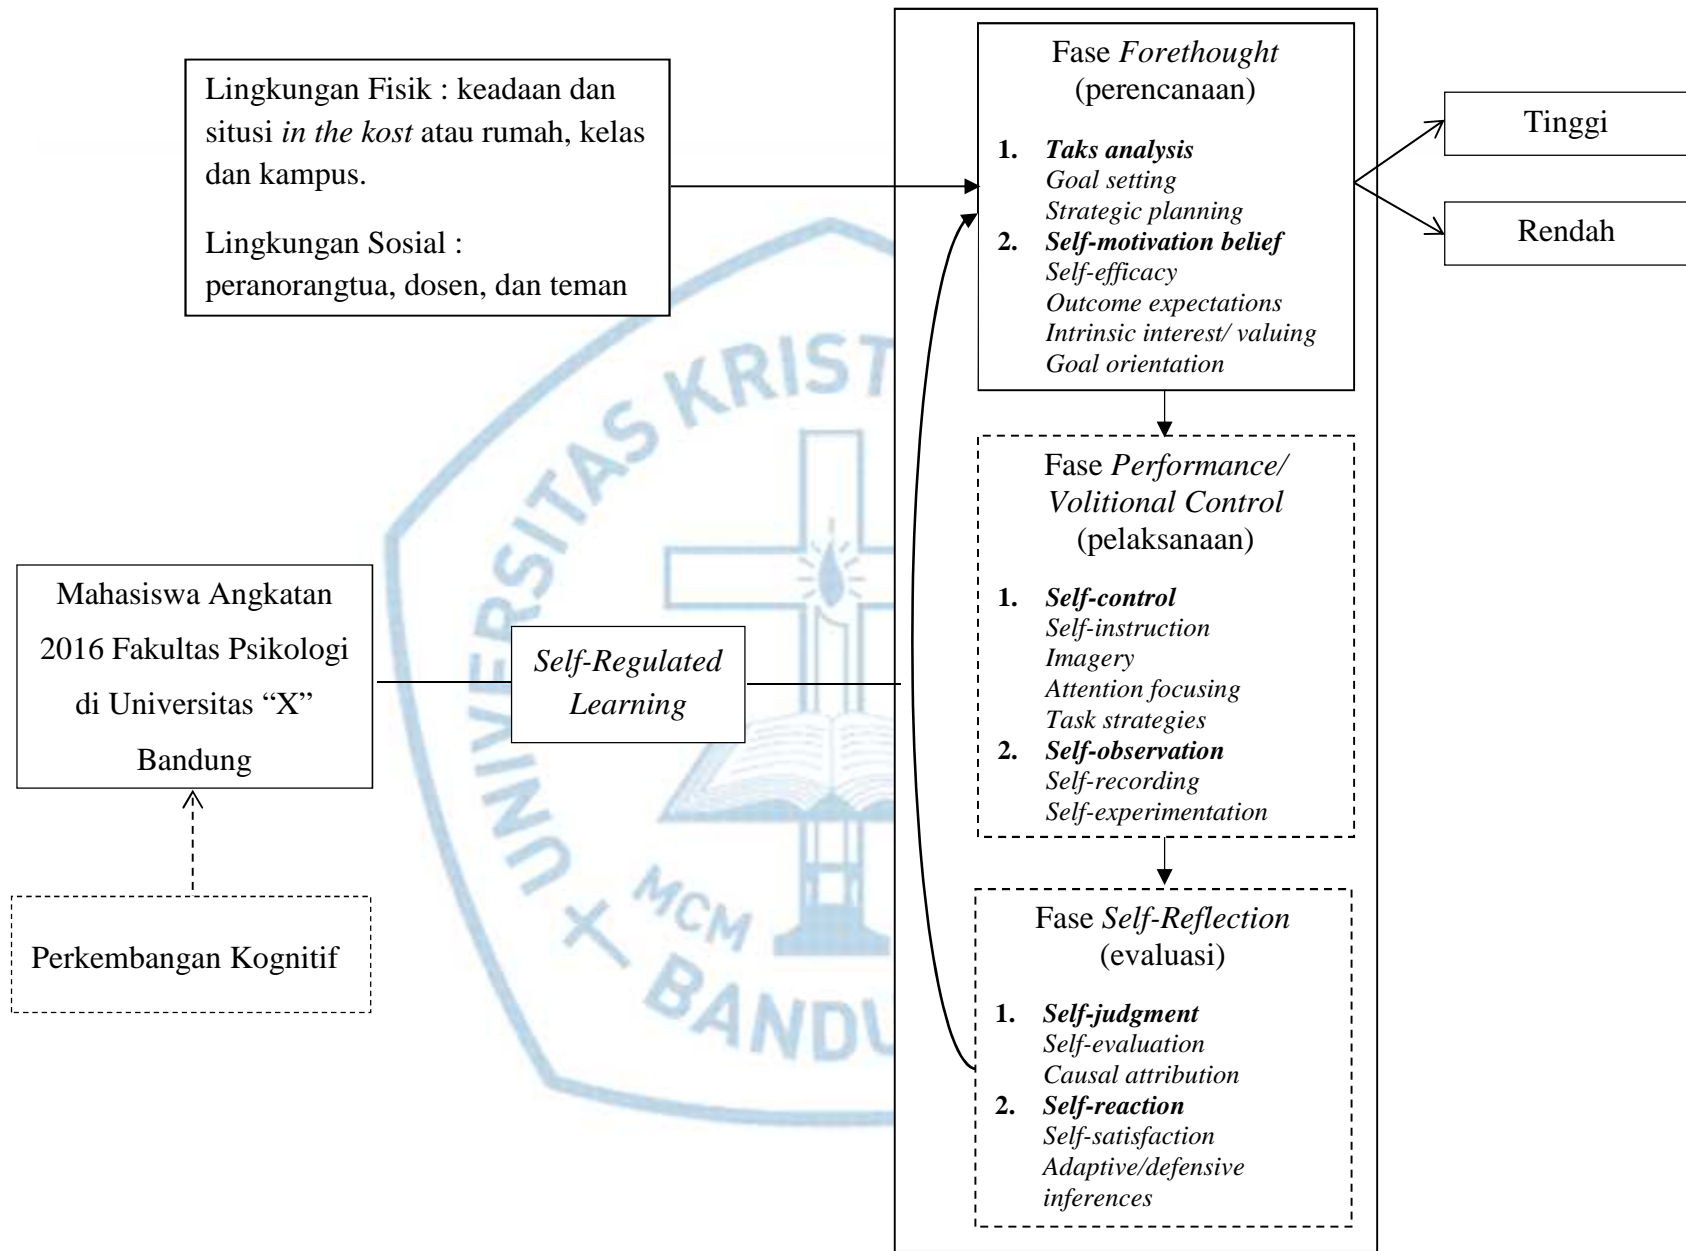 Lingkungan Fisik : keadaan dan
situsi in the kost atau rumah, kelas
dan kampus.
Lingkungan Sosial :
peranorangtua, dosen, dan teman
Fase Forethought
(perencanaan)
1. Taks analysis
Goal setting
Strategic planning
2. Self-motivation belief
Self-efficacy
Outcome expectations
Intrinsic interest/ valuing
Goal orientation
Tinggi
Rendah
Fase Performance/
Volitional Control
(pelaksanaan)
1. Self-control
Self-instruction
Imagery
Attention focusing
Task strategies
2. Self-observation
Self-recording
Self-experimentation
Mahasiswa Angkatan
2016 Fakultas Psikologi
di Universitas “X”
Bandung
Self-Regulated
Learning
Perkembangan Kognitif
Fase Self-Reflection
(evaluasi)
1. Self-judgment
Self-evaluation
Causal attribution
2. Self-reaction
Self-satisfaction
Adaptive/defensive
inferences
UNIVERSITAS KRIST
MCM
BANDU